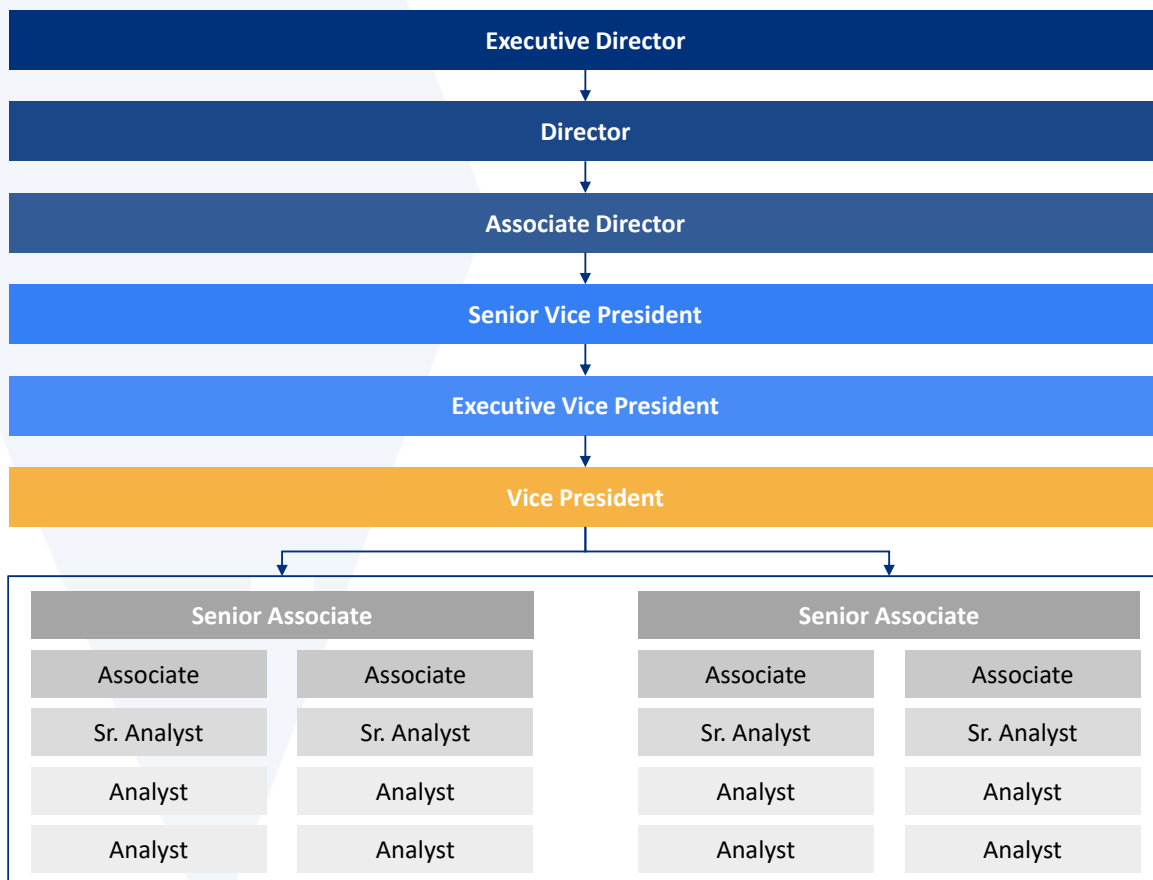 Executive Director
Director
Associate Director
Senior Vice President
Executive Vice President
Vice President
Senior Associate Senior Associate
Associate Associate Associate Associate
Sr. Analyst Sr. Analyst Sr. Analyst Sr. Analyst
Analyst Analyst Analyst Analyst
Analyst Analyst Analyst Analyst